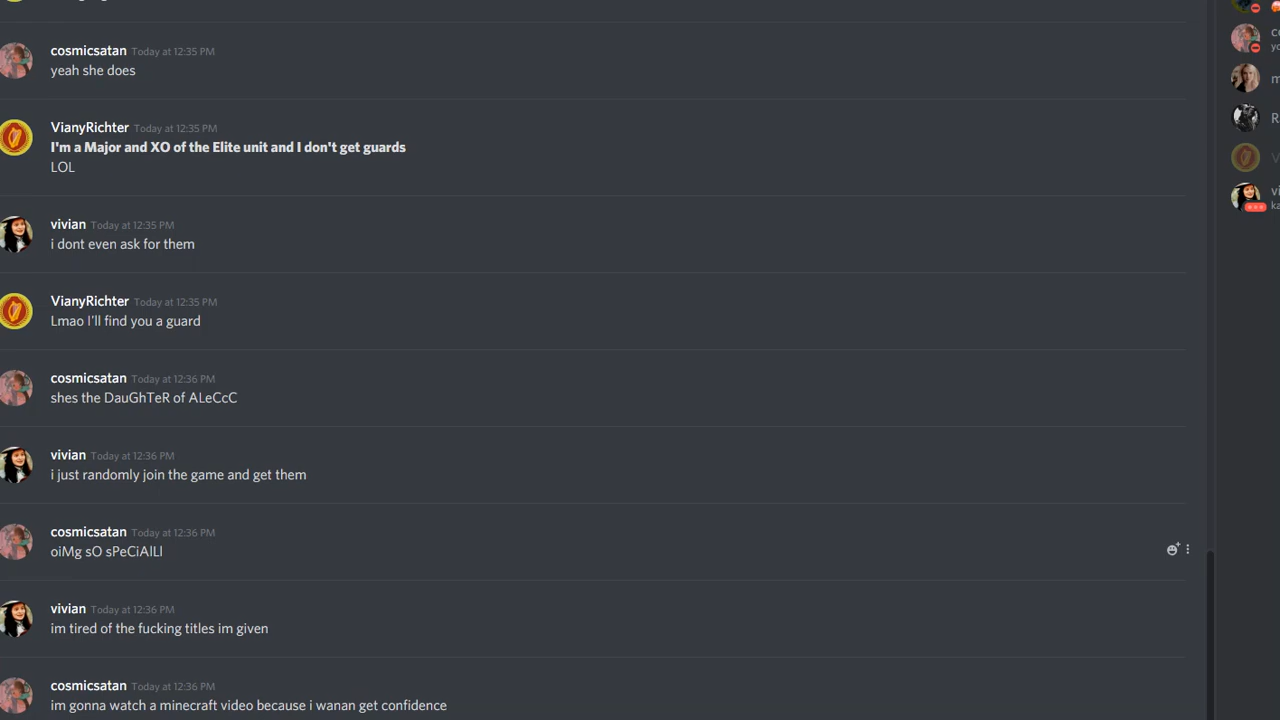 cosmicsatan Today at 12:35 PM
yeah she does
VianyRichter Today at 12:35 PM
I'm a Major and XO of the Elite unit and I don't get guards
LOL
vivian Today at 12:35 PM
i dont even ask for them
VianyRichter Today at 12:35 PM
Lmao I'll find you a guard
cosmicsatan Today at 12:36 PM
shes the DauGhTeR of ALeCcC
vivian Today at 12:36 PM
i just randomly join the game and get them
cosmicsatan Today at 12:36 PM
oiMg sO sPeCiAlLl
vivian Today at 12:36 PM
im tired of the fucking titles im given
cosmicsatan Today at 12:36 PM
im gonna watch a minecraft video because i wanan get confidence